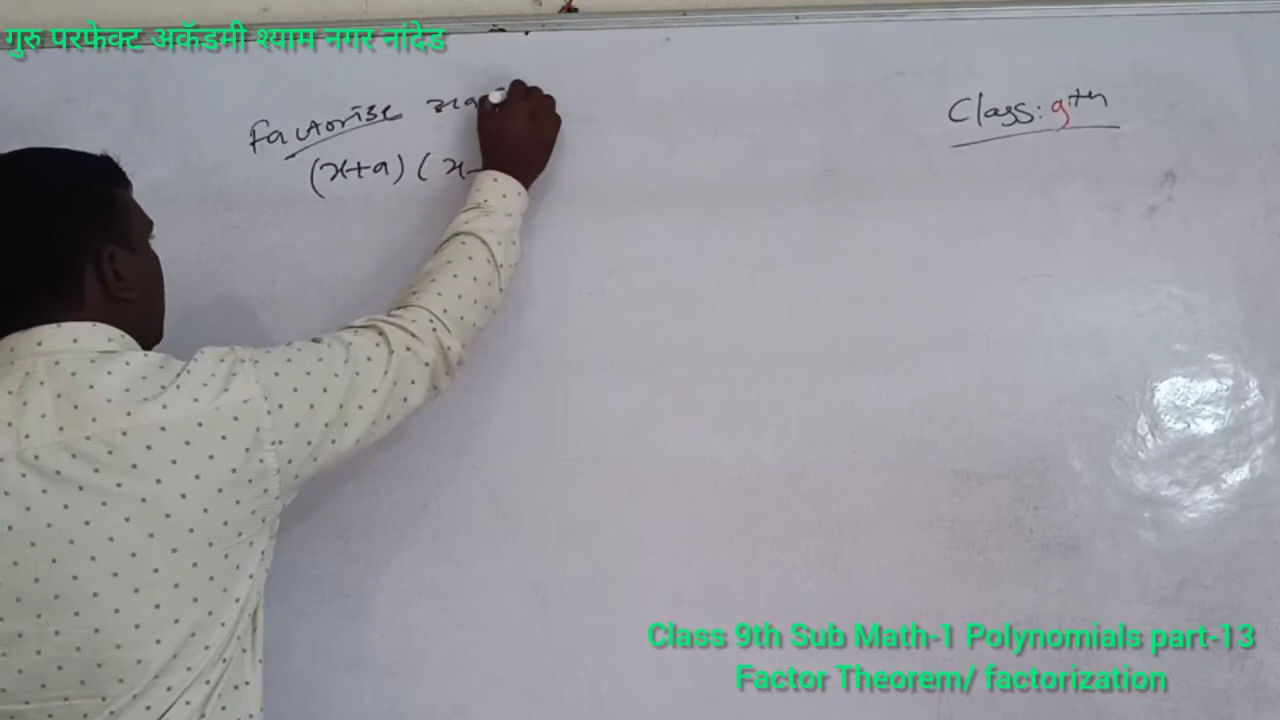 गुरु परफेक्ट अकॅडमी श्याम नगर नांदेड
Factorise
(x+a) ( x-
Class: 9th
Class 9th Sub Math-1 Polynomials part-13
Factor Theorem/ factorization